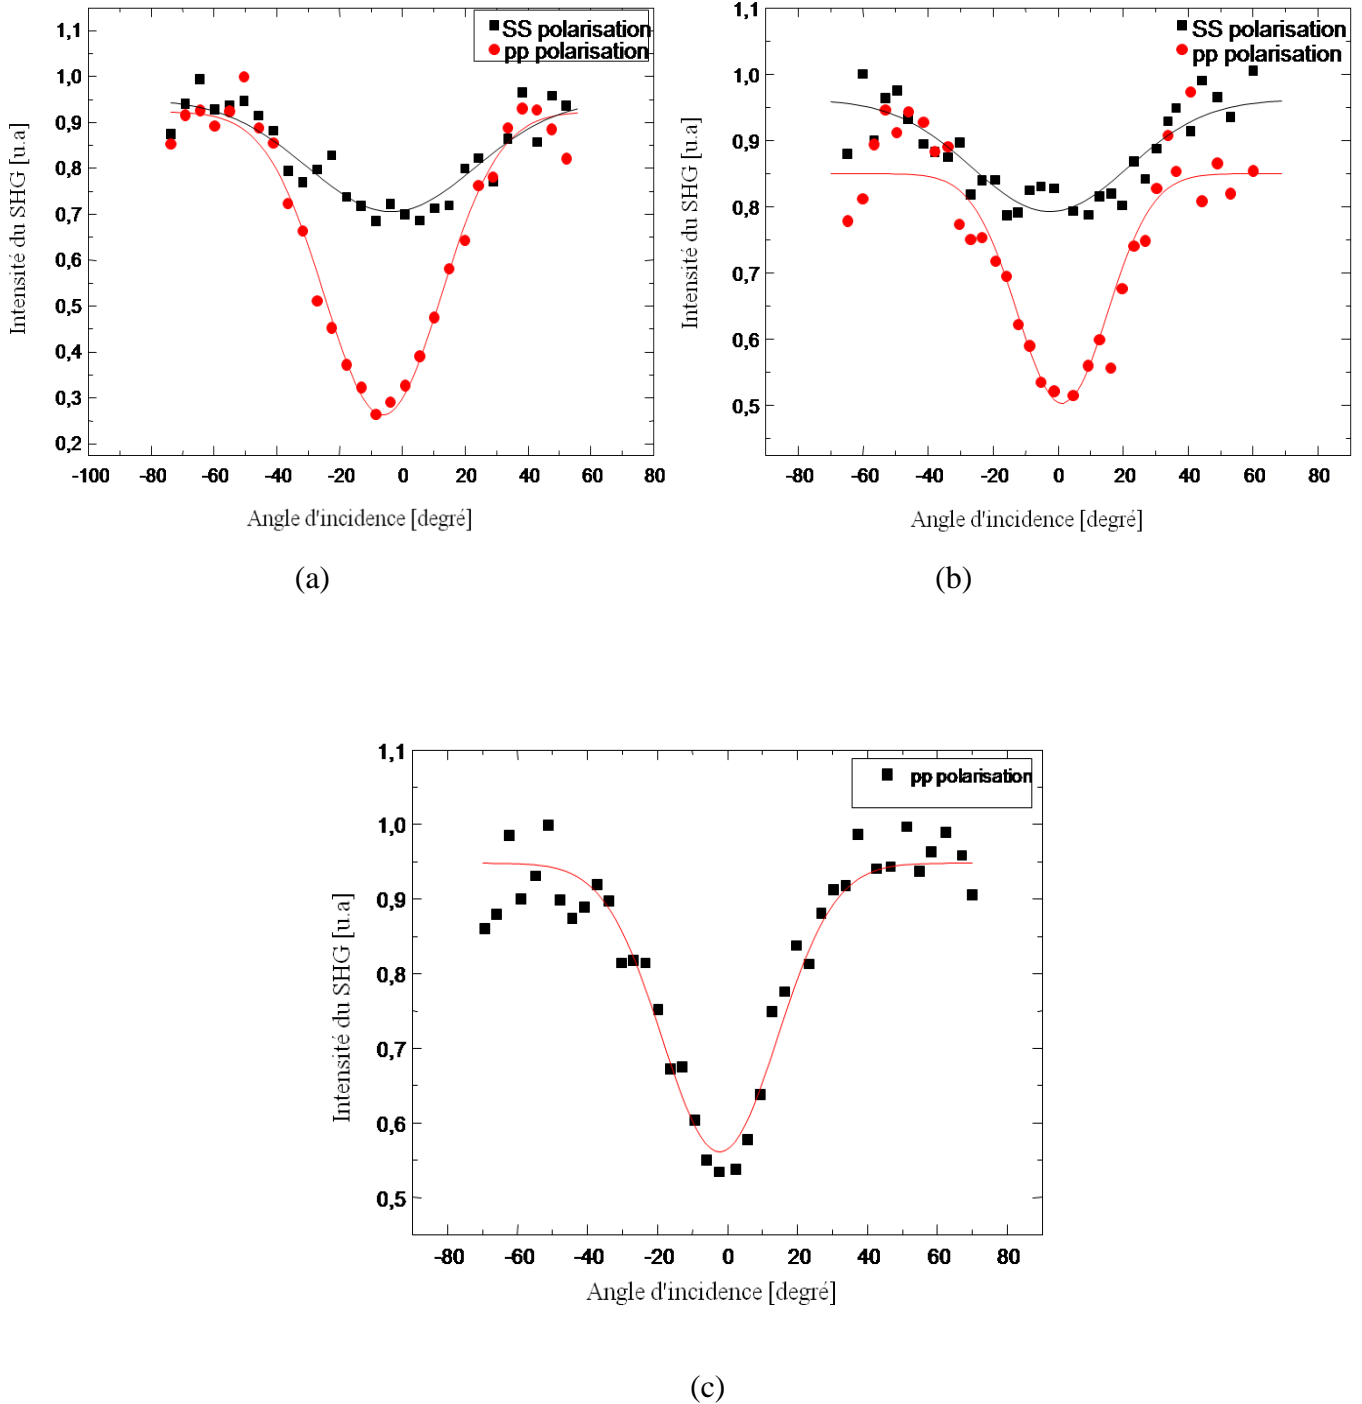 SS polarisation
pp polarisation
1,1
1,0
0,9
0,8
0,7
0,6
0,5
0,4
0,3
0,2
Intensité du SHG [u.a]
-100 -80 -60 -40 -20 0 20 40 60 80
Angle d'incidence [degré]
(a)
SS polarisation
pp polarisation
1,1
1,0
0,9
0,8
0,7
0,6
0,5
Intensité du SHG [u.a]
-80 -60 -40 -20 0 20 40 60 80
Angle d'incidence [degré]
(b)
pp polarisation
1,1
1,0
0,9
0,8
0,7
0,6
0,5
Intensité du SHG [u.a]
-80 -60 -40 -20 0 20 40 60 80
Angle d'incidence [degré]
(c)